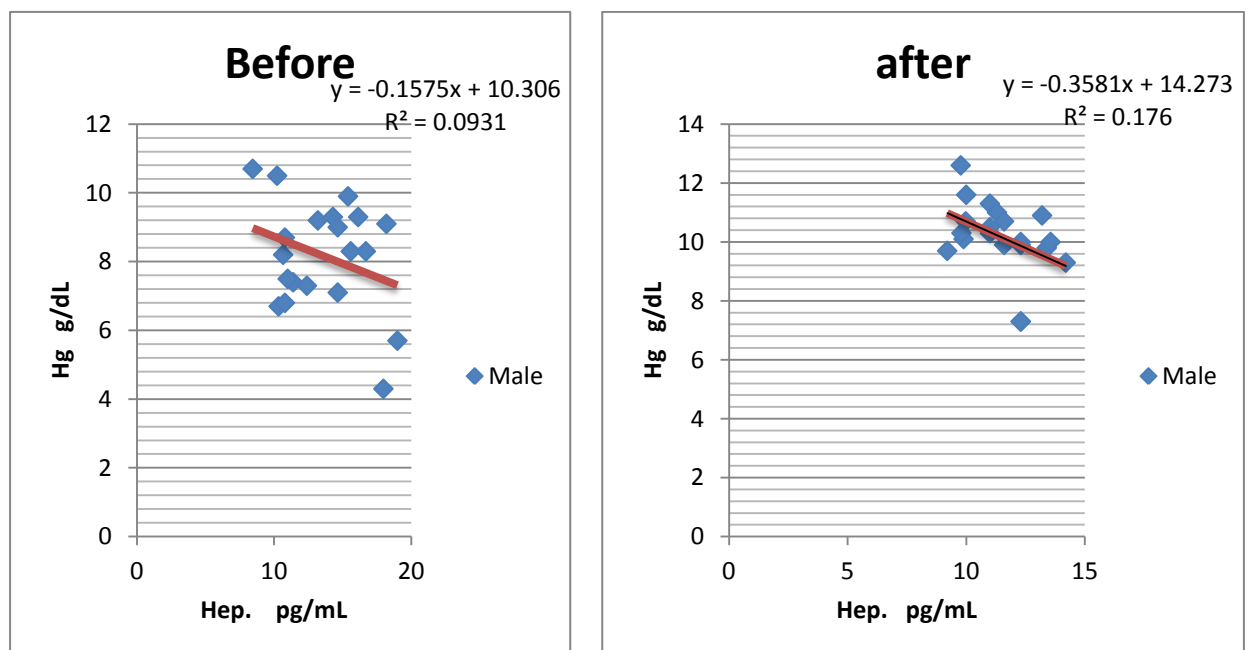 Before
y = -0.1575x + 10.306
R² = 0.0931
12
10
8
6
4
2
0
0 10 20
Hg g/dL
Hep. pg/mL
Male
after
y = -0.3581x + 14.273
R² = 0.176
14
12
10
8
6
4
2
0
0 5 10 15
Hg g/dL
Hep. pg/mL
Male